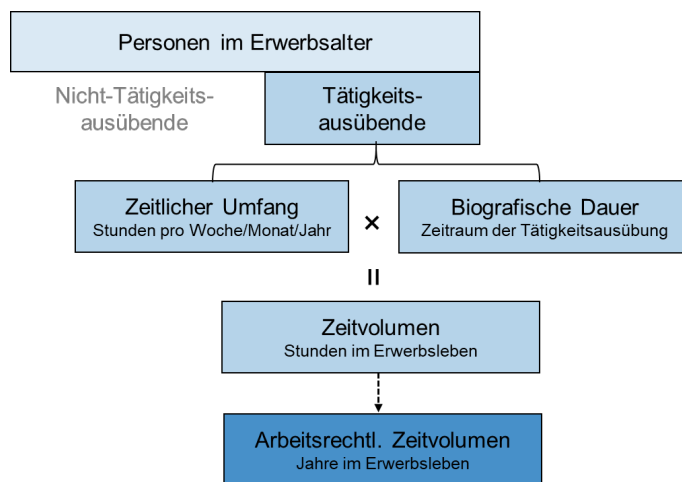 Personen im Erwerbsalter
Nicht-Tätigkeits-
ausübende
Tätigkeits-
ausübende
Zeitlicher Umfang
Stunden pro Woche/Monat/Jahr
×
Biografische Dauer
Zeitraum der Tätigkeitsausübung
=
Zeitvolumen
Stunden im Erwerbsleben
Arbeitsrechtl. Zeitvolumen
Jahre im Erwerbsleben